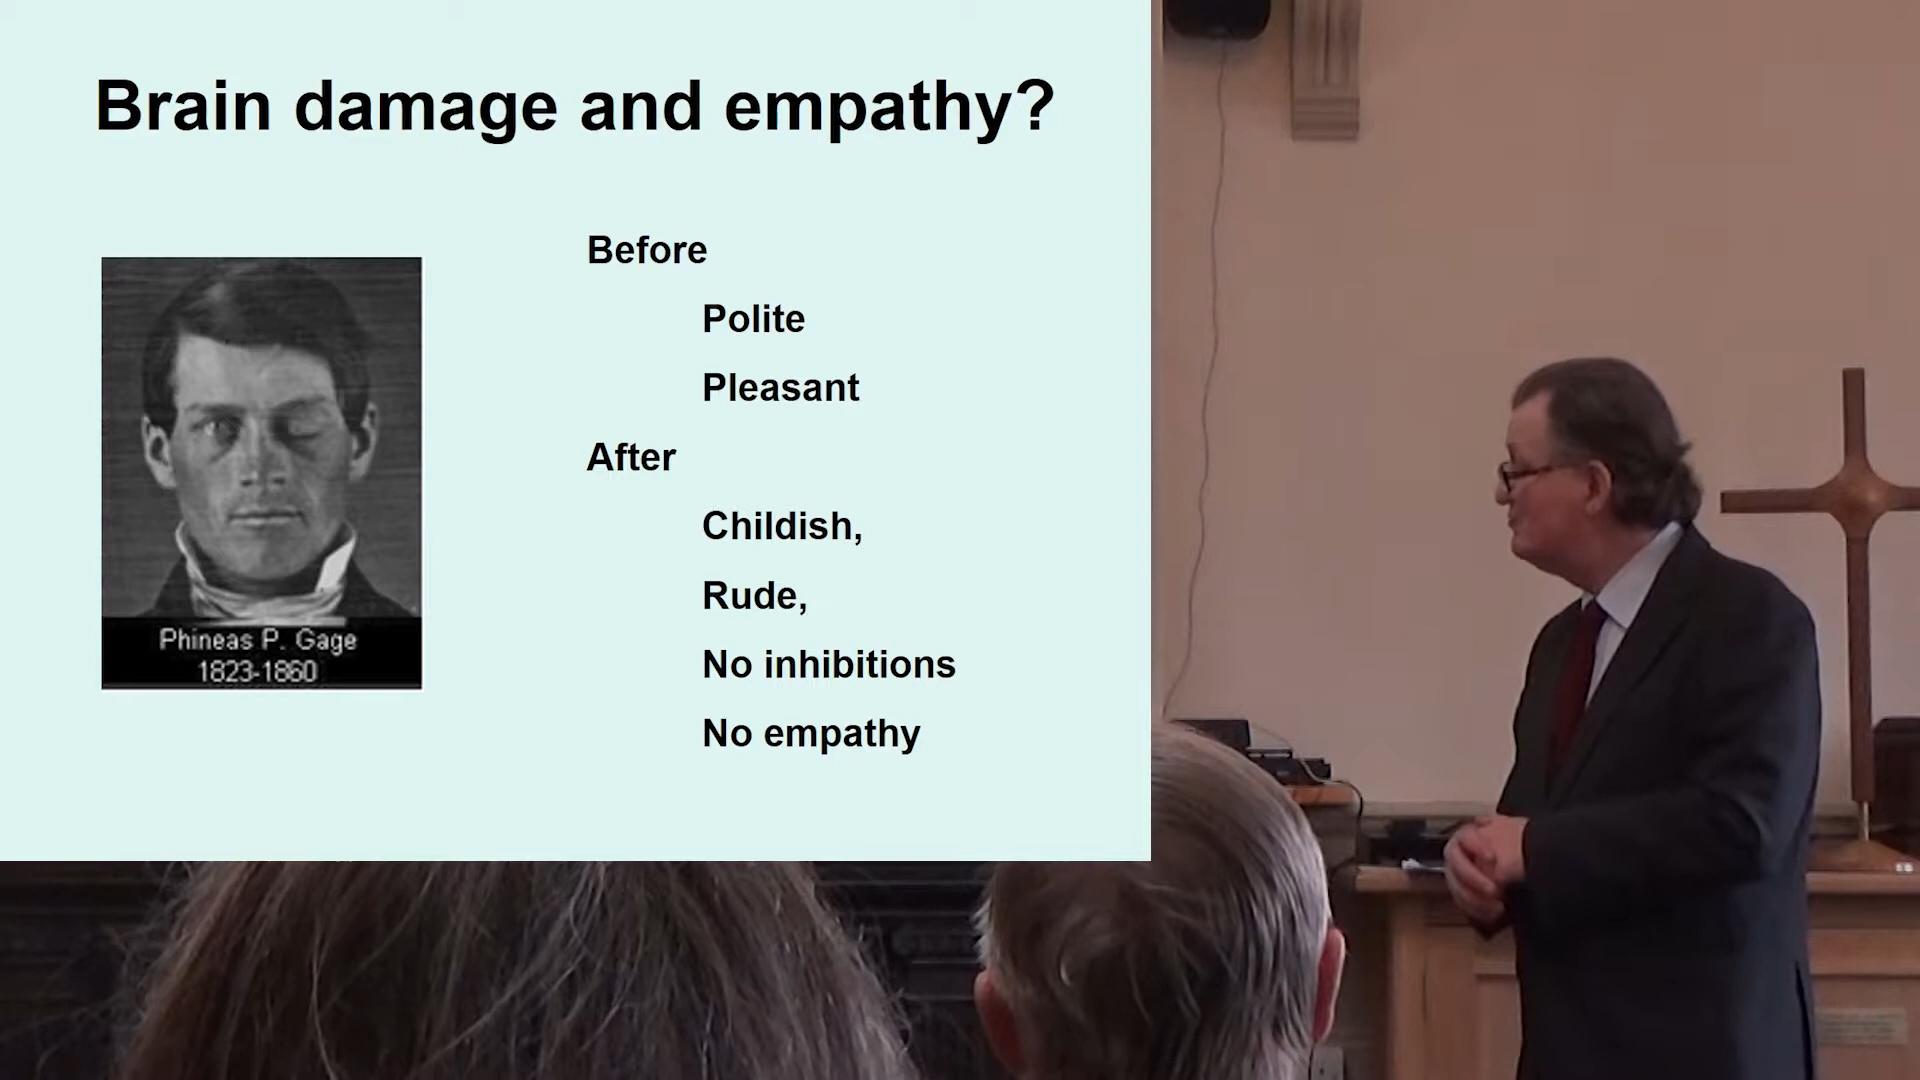 Brain damage and empathy?
Before
Polite
Pleasant
After
Childish,
Rude,
No inhibitions
No empathy
Phineas P. Gage
1823-1860